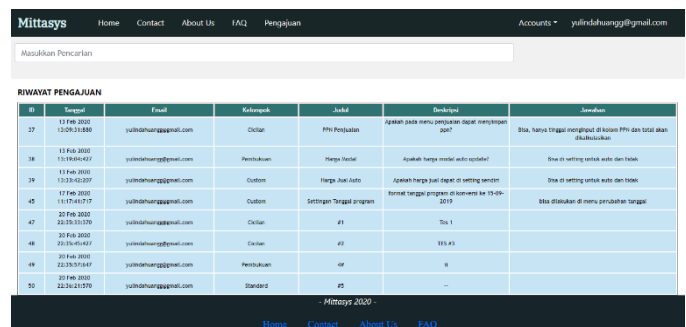 Mittasys Home Contact About Us FAQ Pengajuan Accounts yulindahuangg@gmail.com
Masukkan Pencarian
RIWAYAT PENGAJUAN
ID Tanggal Email Kelompok Judul Deskripsi Jawaban
37 13 Feb 2020 13:09:31:880 yulindahuangg@gmail.com Cicilan PPN Penjualan Apakah pada menu penjualan dapat menyimpan ppn? Bisa, hanya tinggal menginput di kolom PPN dan total akan dikalkulasikan
38 13 Feb 2020 13:19:04:427 yulindahuangg@gmail.com Pembukuan Harga Modal Apakah harga modal auto update? Bisa di setting untuk auto dan tidak
39 13 Feb 2020 13:33:42:207 yulindahuangg@gmail.com Custom Harga Jual Auto Apakah harga jual dapat di setting sendiri Bisa di setting untuk auto dan tidak
45 17 Feb 2020 11:17:41:717 yulindahuangg@gmail.com Custom Settingan Tanggal program format tanggal program di konversi ke 15-09-2019 bisa dilakukan di menu perubahan tanggal
47 20 Feb 2020 22:35:33:370 yulindahuangg@gmail.com Cicilan #1 Tes 1
48 20 Feb 2020 22:35:45:427 yulindahuangg@gmail.com Cicilan #2 TES #3
49 20 Feb 2020 22:35:57:647 yulindahuangg@gmail.com Pembukuan 4#
50 20 Feb 2020 22:36:21:570 yulindahuangg@gmail.com Standard #5
- Mittasys 2020 -
Home Contact About Us FAQ